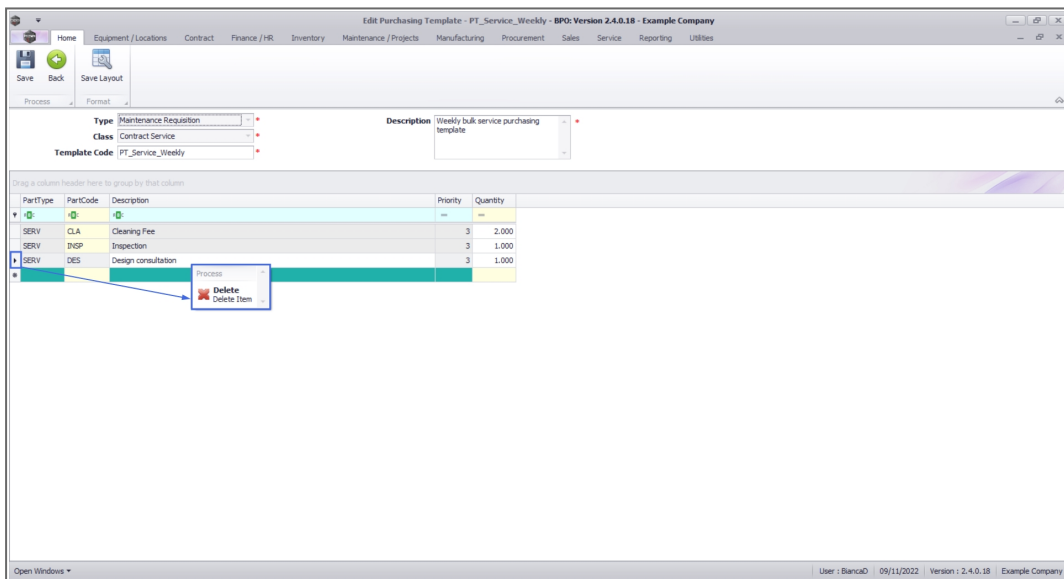 Edit Purchasing Template - PT_Service_Weekly - BPO: Version 2.4.0.18 - Example Company
Home Equipment / Locations Contract Finance / HR Inventory Maintenance / Projects Manufacturing Procurement Sales Service Reporting Utilities
Save Back Save Layout
Process Format
Type Maintenance Requisition * Description Weekly bulk service purchasing *
template
Class Contract Service *
Template Code PT_Service_Weekly *
Drag a column header here to group by that column
PartType PartCode Description Priority Quantity
= =
SERV CLA Cleaning Fee 3 2.000
SERV INSP Inspection 3 1.000
SERV DES Design consultation 3 1.000
Process
Delete
Delete Item
Open Windows User : BiancaD 09/11/2022 Version : 2.4.0.18 Example Company